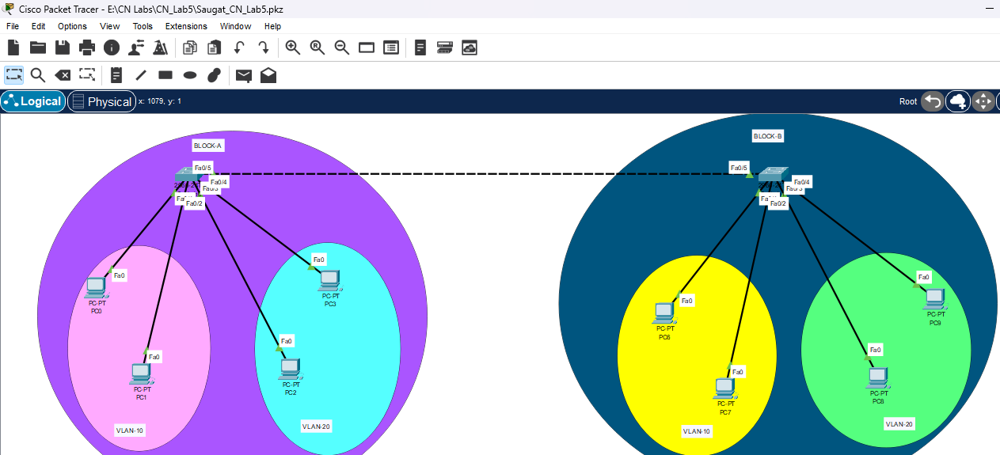 Cisco Packet Tracer - E:\CN Labs\CN_Lab5\Saugat_CN_Lab5.pkz
File Edit Options View Tools Extensions Window Help
Logical Physical x: 1079, y: 1 Root
BLOCK-A
BLOCK-B
Fa0/5
Fa0/5
Fa0/4
Fa0/4
Fa0/2
Fa0/2
Fa0
PC-PT
PC0
Fa0
PC-PT
PC1
Fa0
PC-PT
PC2
Fa0
PC-PT
PC3
VLAN-10
VLAN-20
Fa0
PC-PT
PC6
Fa0
PC-PT
PC7
Fa0
PC-PT
PC8
Fa0
PC-PT
PC9
VLAN-10
VLAN-20